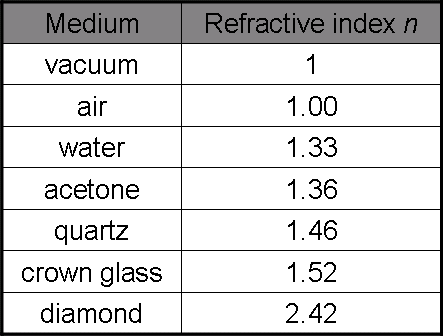 Medium Refractive index n
vacuum 1
air 1.00
water 1.33
acetone 1.36
quartz 1.46
crown glass 1.52
diamond 2.42